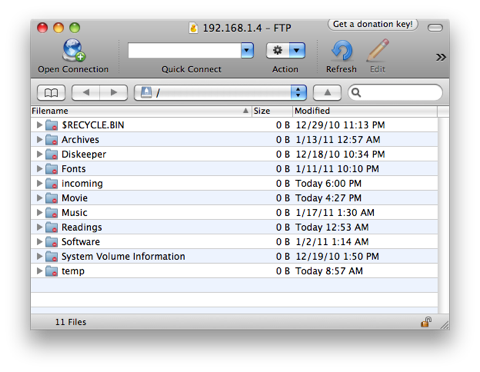 192.168.1.4 – FTP
Get a donation key!
Open Connection
Quick Connect
Action
Refresh
Edit
»
/
Filename Size Modified
$RECYCLE.BIN 0 B 12/29/10 11:13 PM
Archives 0 B 1/13/11 12:57 AM
Diskeeper 0 B 12/18/10 10:34 PM
Fonts 0 B 1/11/11 10:10 PM
incoming 0 B Today 6:00 PM
Movie 0 B Today 4:27 PM
Music 0 B 1/17/11 1:30 AM
Readings 0 B Today 12:53 AM
Software 0 B 1/2/11 1:14 AM
System Volume Information 0 B 12/19/10 1:50 PM
temp 0 B Today 8:57 AM
11 Files